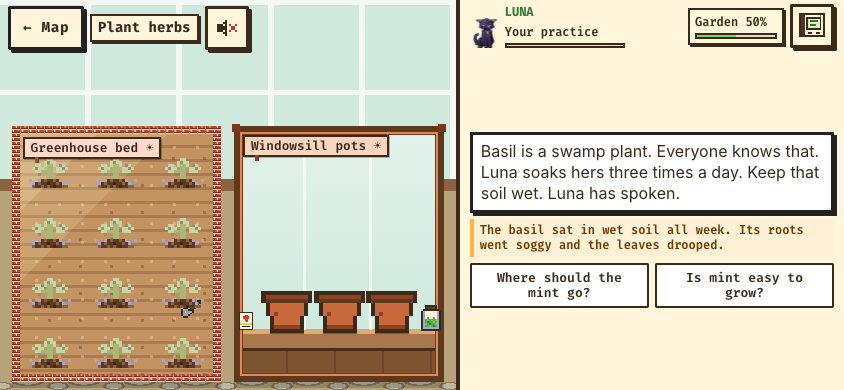 ← Map
Plant herbs
Greenhouse bed ☀
Windowsill pots ☀
LUNA
Your practice
Garden 50%
Basil is a swamp plant. Everyone knows that.
Luna soaks hers three times a day. Keep that
soil wet. Luna has spoken.
The basil sat in wet soil all week. Its roots
went soggy and the leaves drooped.
Where should the
mint go?
Is mint easy to
grow?